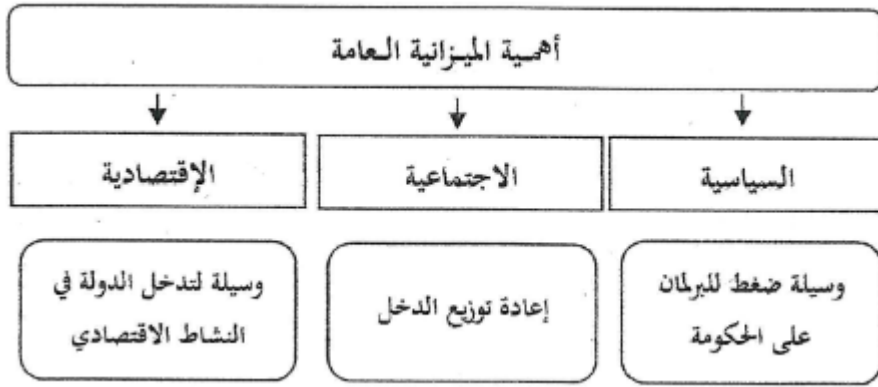 أهمية الميزانية العامة
السياسية
الاجتماعية
الإقتصادية
وسيلة ضغط للبرلمان
على الحكومة
إعادة توزيع الدخل
وسيلة لتدخل الدولة في
النشاط الاقتصادي